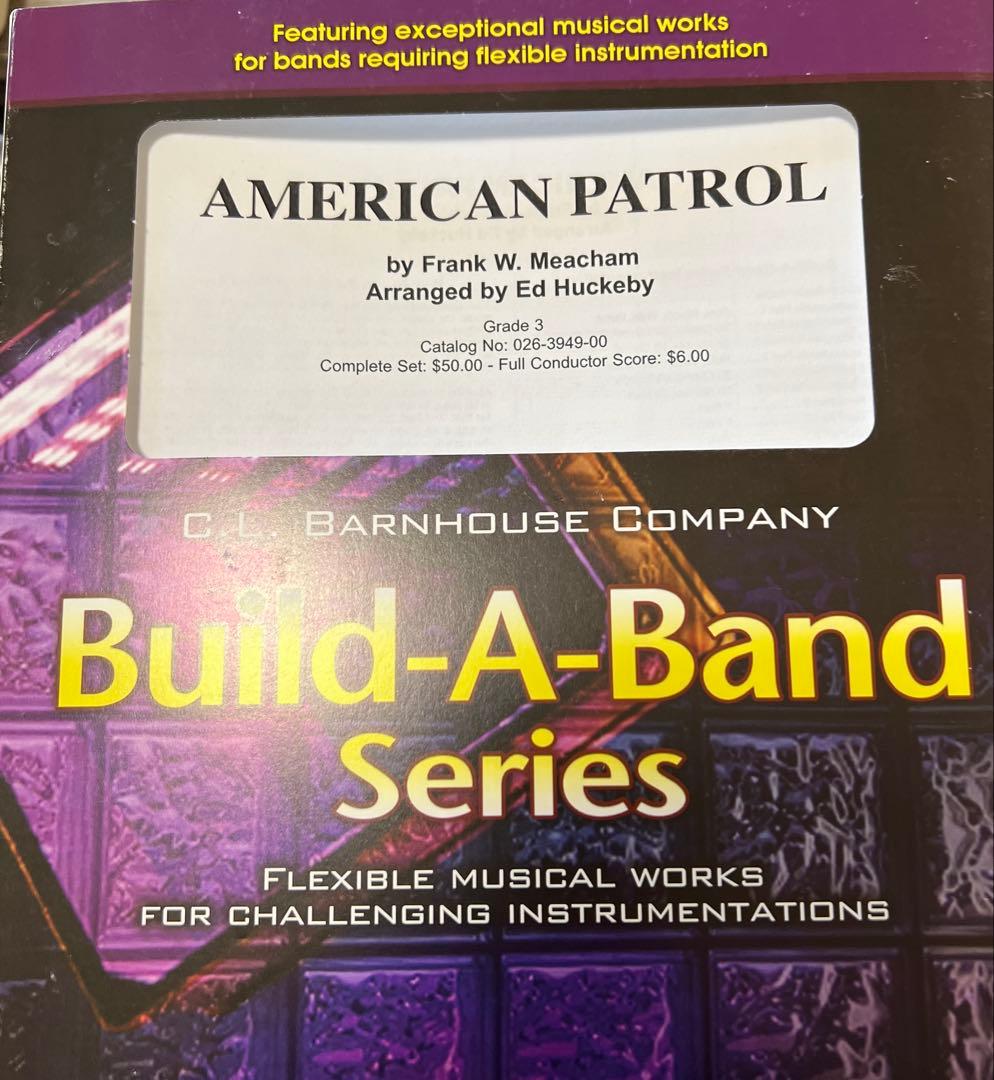 Featuring exceptional musical works
for bands requiring flexible instrumentation
AMERICAN PATROL
by Frank W. Meacham
Arranged by Ed Huckeby
Grade 3
Catalog No: 026-3949-00
Complete Set: $50.00 - Full Conductor Score: $6.00
C.L. BARNHOUSE COMPANY
Build-A-Band
Series
FLEXIBLE MUSICAL WORKS
FOR CHALLENGING INSTRUMENTATIONS